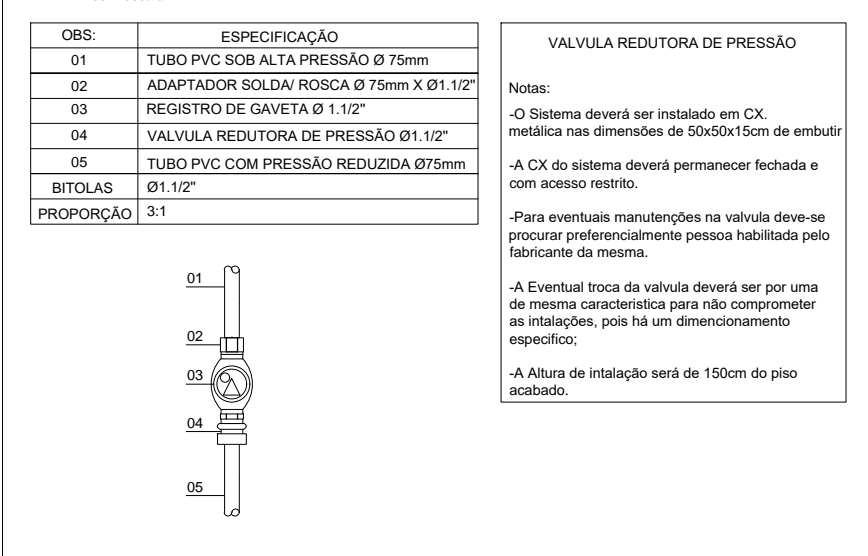 OBS: ESPECIFICAÇÃO
01 TUBO PVC SOB ALTA PRESSÃO Ø 75mm
02 ADAPTADOR SOLDA/ ROSCA Ø 75mm X Ø1.1/2"
03 REGISTRO DE GAVETA Ø 1.1/2"
04 VALVULA REDUTORA DE PRESSÃO Ø1.1/2"
05 TUBO PVC COM PRESSÃO REDUZIDA Ø75mm
BITOLAS Ø1.1/2"
PROPORÇÃO 3:1
VALVULA REDUTORA DE PRESSÃO
Notas:
-O Sistema deverá ser instalado em CX.
metálica nas dimensões de 50x50x15cm de embutir
-A CX do sistema deverá permanecer fechada e
com acesso restrito.
-Para eventuais manutenções na valvula deve-se
procurar preferencialmente pessoa habilitada pelo
fabricante da mesma.
-A Eventual troca da valvula deverá ser por uma
de mesma caracteristica para não comprometer
as intalações, pois há um dimencionamento
especifico;
-A Altura de intalação será de 150cm do piso
acabado.
01
02
03
04
05